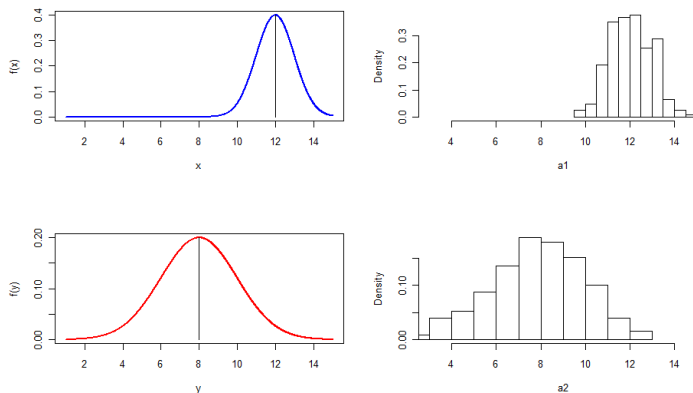 f(x)
0.0 0.1 0.2 0.3 0.4
2 4 6 8 10 12 14
x
Density
0.0 0.1 0.2 0.3
4 6 8 10 12 14
a1
f(y)
0.00 0.10 0.20
2 4 6 8 10 12 14
y
Density
0.00 0.10
4 6 8 10 12 14
a2